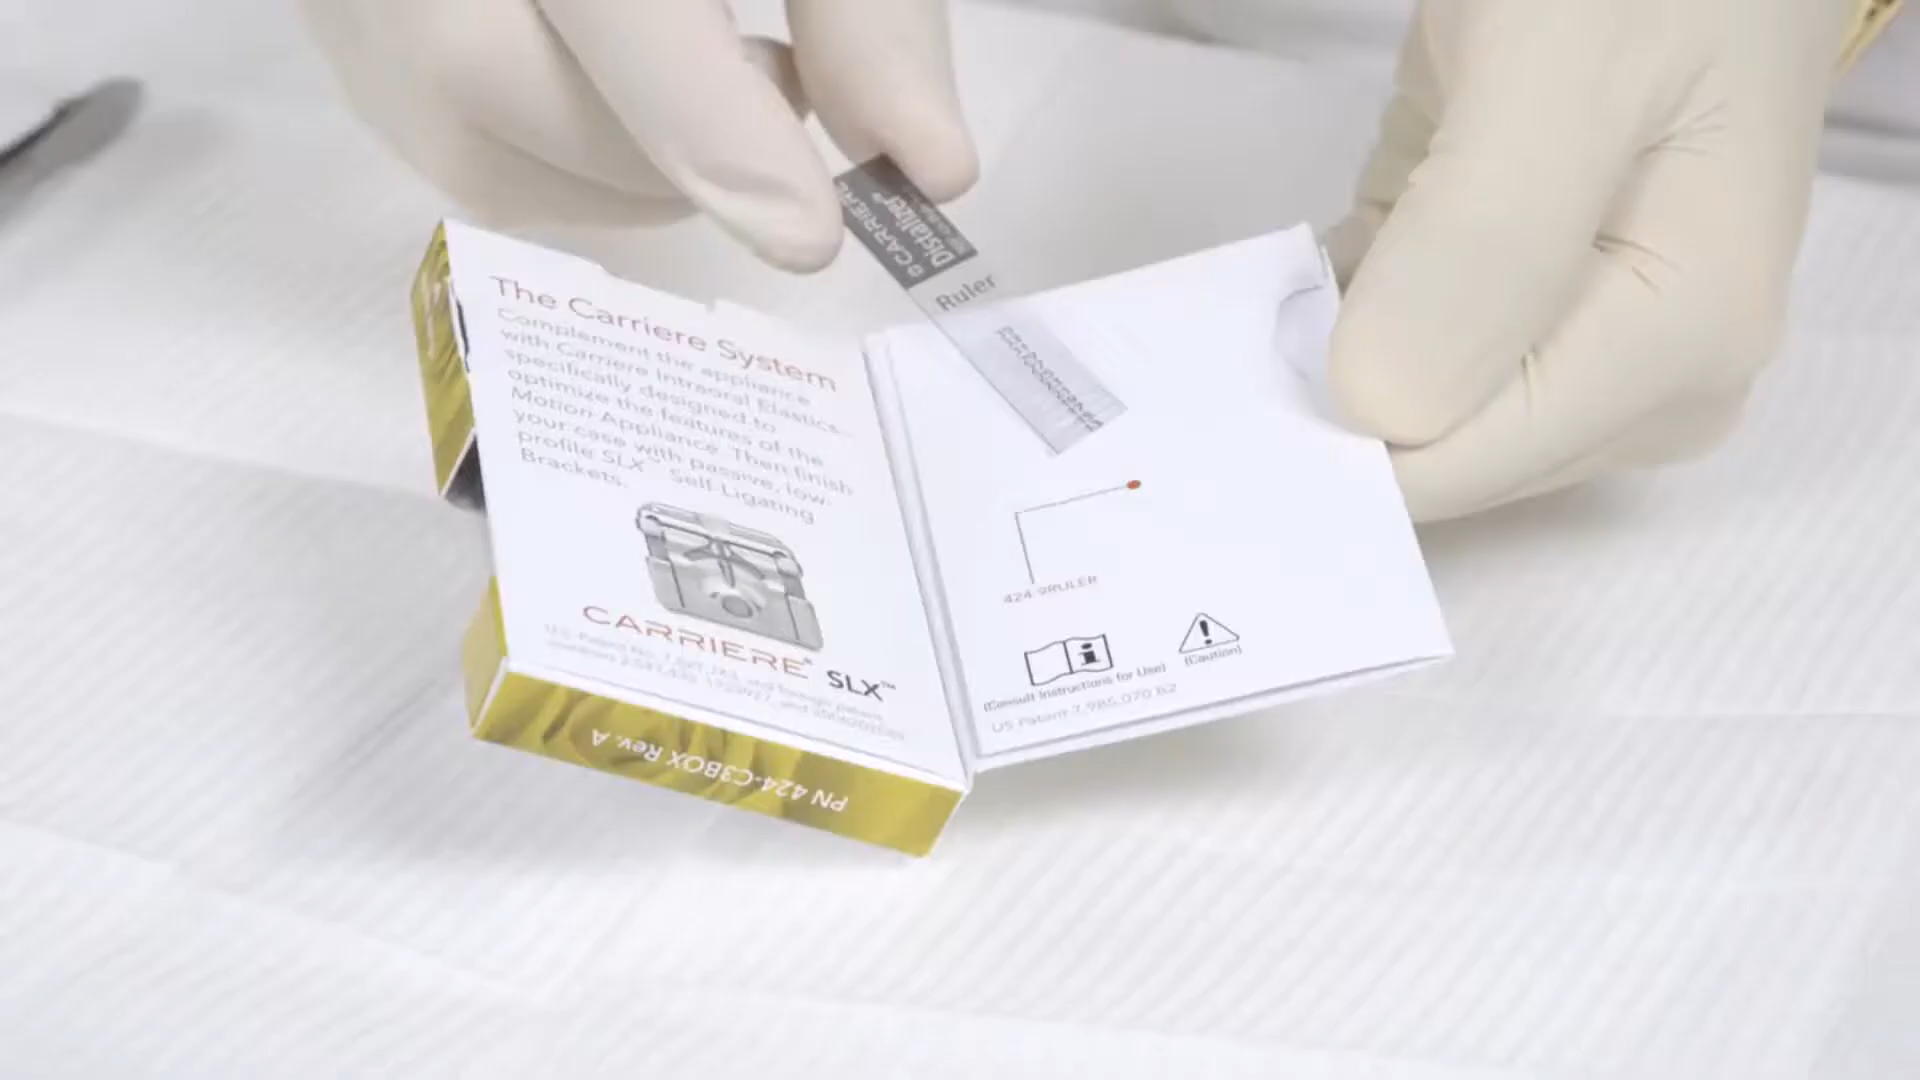 The Carriere System
Complement the appliance
with Carriere Intraoral Elastics—
specifically designed to
optimize the features of the
Motion Appliance. Then finish
your case with passive, low-
profile SLX™ Self-Ligating
Brackets.
CARRIERE® SLX™
PN 424-C3BOX Rev. A
CARRIERE
Distalizer
Ruler
424-9RULER
(Consult Instructions for Use)
(Caution)
US Patent 7,985,070 B2